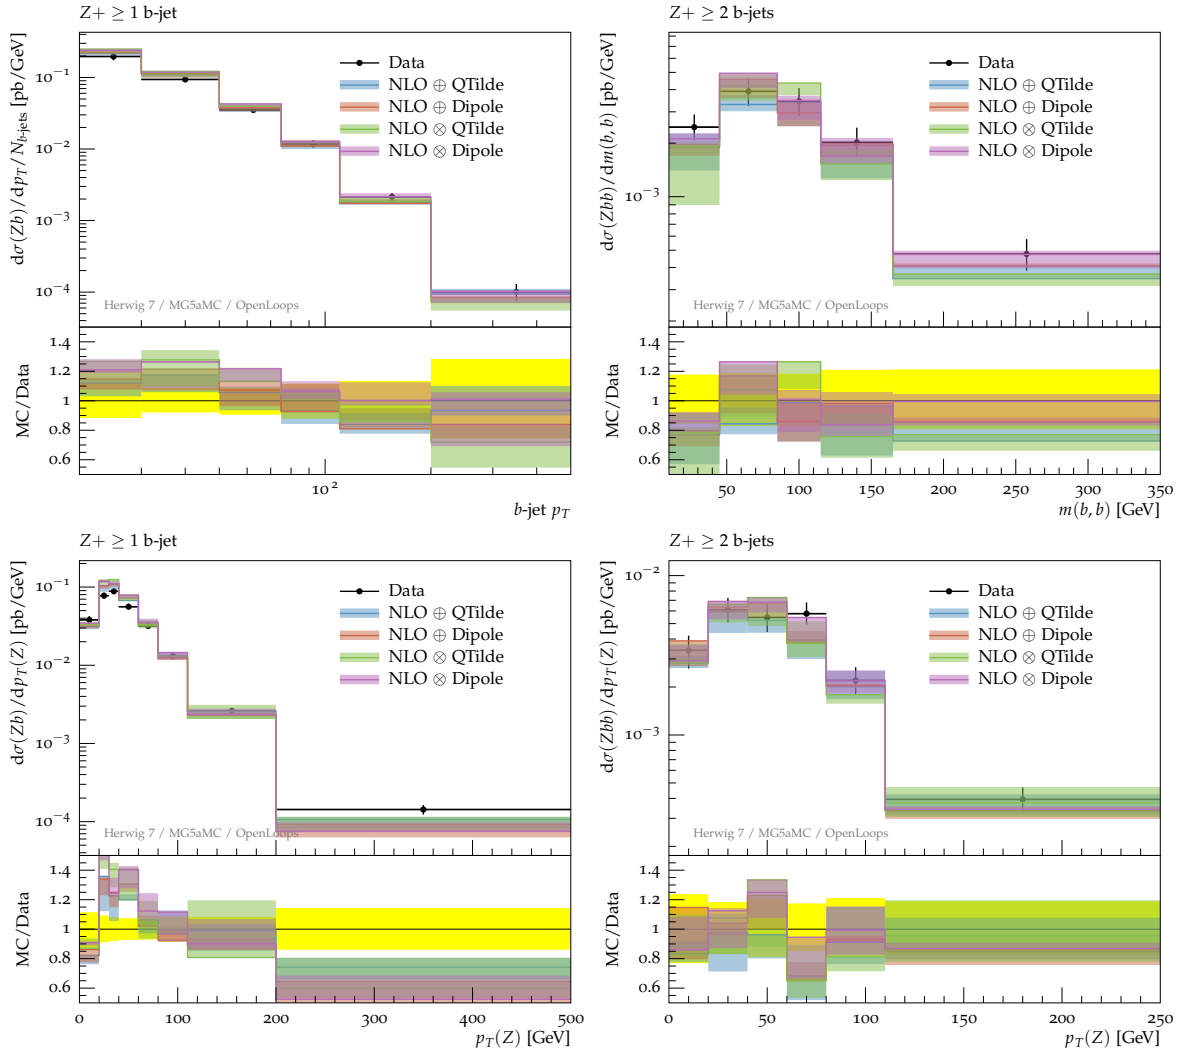 Z+ ≥ 1 b-jet
dσ(Zb)/dp_T/N_{b-jets} [pb/GeV]
10^{-1}
10^{-2}
10^{-3}
10^{-4}
Data
NLO ⊕ QTilde
NLO ⊕ Dipole
NLO ⊗ QTilde
NLO ⊗ Dipole
Herwig 7 / MG5aMC / OpenLoops
MC/Data
1.4
1.2
1
0.8
0.6
10^2
b-jet p_T
Z+ ≥ 2 b-jets
dσ(Zbb)/dm(b,b) [pb/GeV]
10^{-3}
Data
NLO ⊕ QTilde
NLO ⊕ Dipole
NLO ⊗ QTilde
NLO ⊗ Dipole
Herwig 7 / MG5aMC / OpenLoops
MC/Data
1.4
1.2
1
0.8
0.6
50 100 150 200 250 300 350
m(b,b) [GeV]
Z+ ≥ 1 b-jet
dσ(Zb)/dp_T(Z) [pb/GeV]
10^{-1}
10^{-2}
10^{-3}
10^{-4}
Data
NLO ⊕ QTilde
NLO ⊕ Dipole
NLO ⊗ QTilde
NLO ⊗ Dipole
Herwig 7 / MG5aMC / OpenLoops
MC/Data
1.4
1.2
1
0.8
0.6
0 100 200 300 400 500
p_T(Z) [GeV]
Z+ ≥ 2 b-jets
dσ(Zbb)/dp_T(Z) [pb/GeV]
10^{-2}
10^{-3}
Data
NLO ⊕ QTilde
NLO ⊕ Dipole
NLO ⊗ QTilde
NLO ⊗ Dipole
Herwig 7 / MG5aMC / OpenLoops
MC/Data
1.4
1.2
1
0.8
0.6
0 50 100 150 200 250
p_T(Z) [GeV]